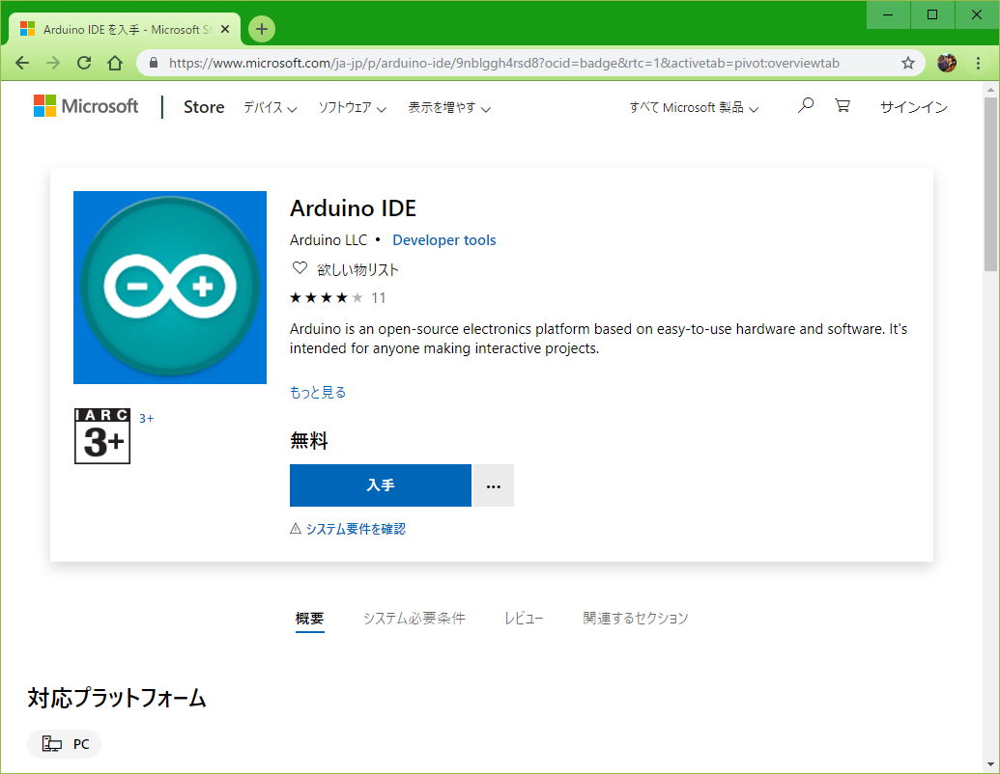 Arduino IDE を入手 - Microsoft St
https://www.microsoft.com/ja-jp/p/arduino-ide/9nblggh4rsd8?ocid=badge&rtc=1&activetab=pivot:overviewtab
Microsoft | Store デバイス ソフトウェア 表示を増やす すべて Microsoft 製品 サインイン
Arduino IDE
Arduino LLC • Developer tools
欲しい物リスト
★★★★★ 11
Arduino is an open-source electronics platform based on easy-to-use hardware and software. It's
intended for anyone making interactive projects.
もっと見る
IARC
3+
3+
無料
入手 ...
システム要件を確認
概要 システム必要条件 レビュー 関連するセクション
対応プラットフォーム
PC